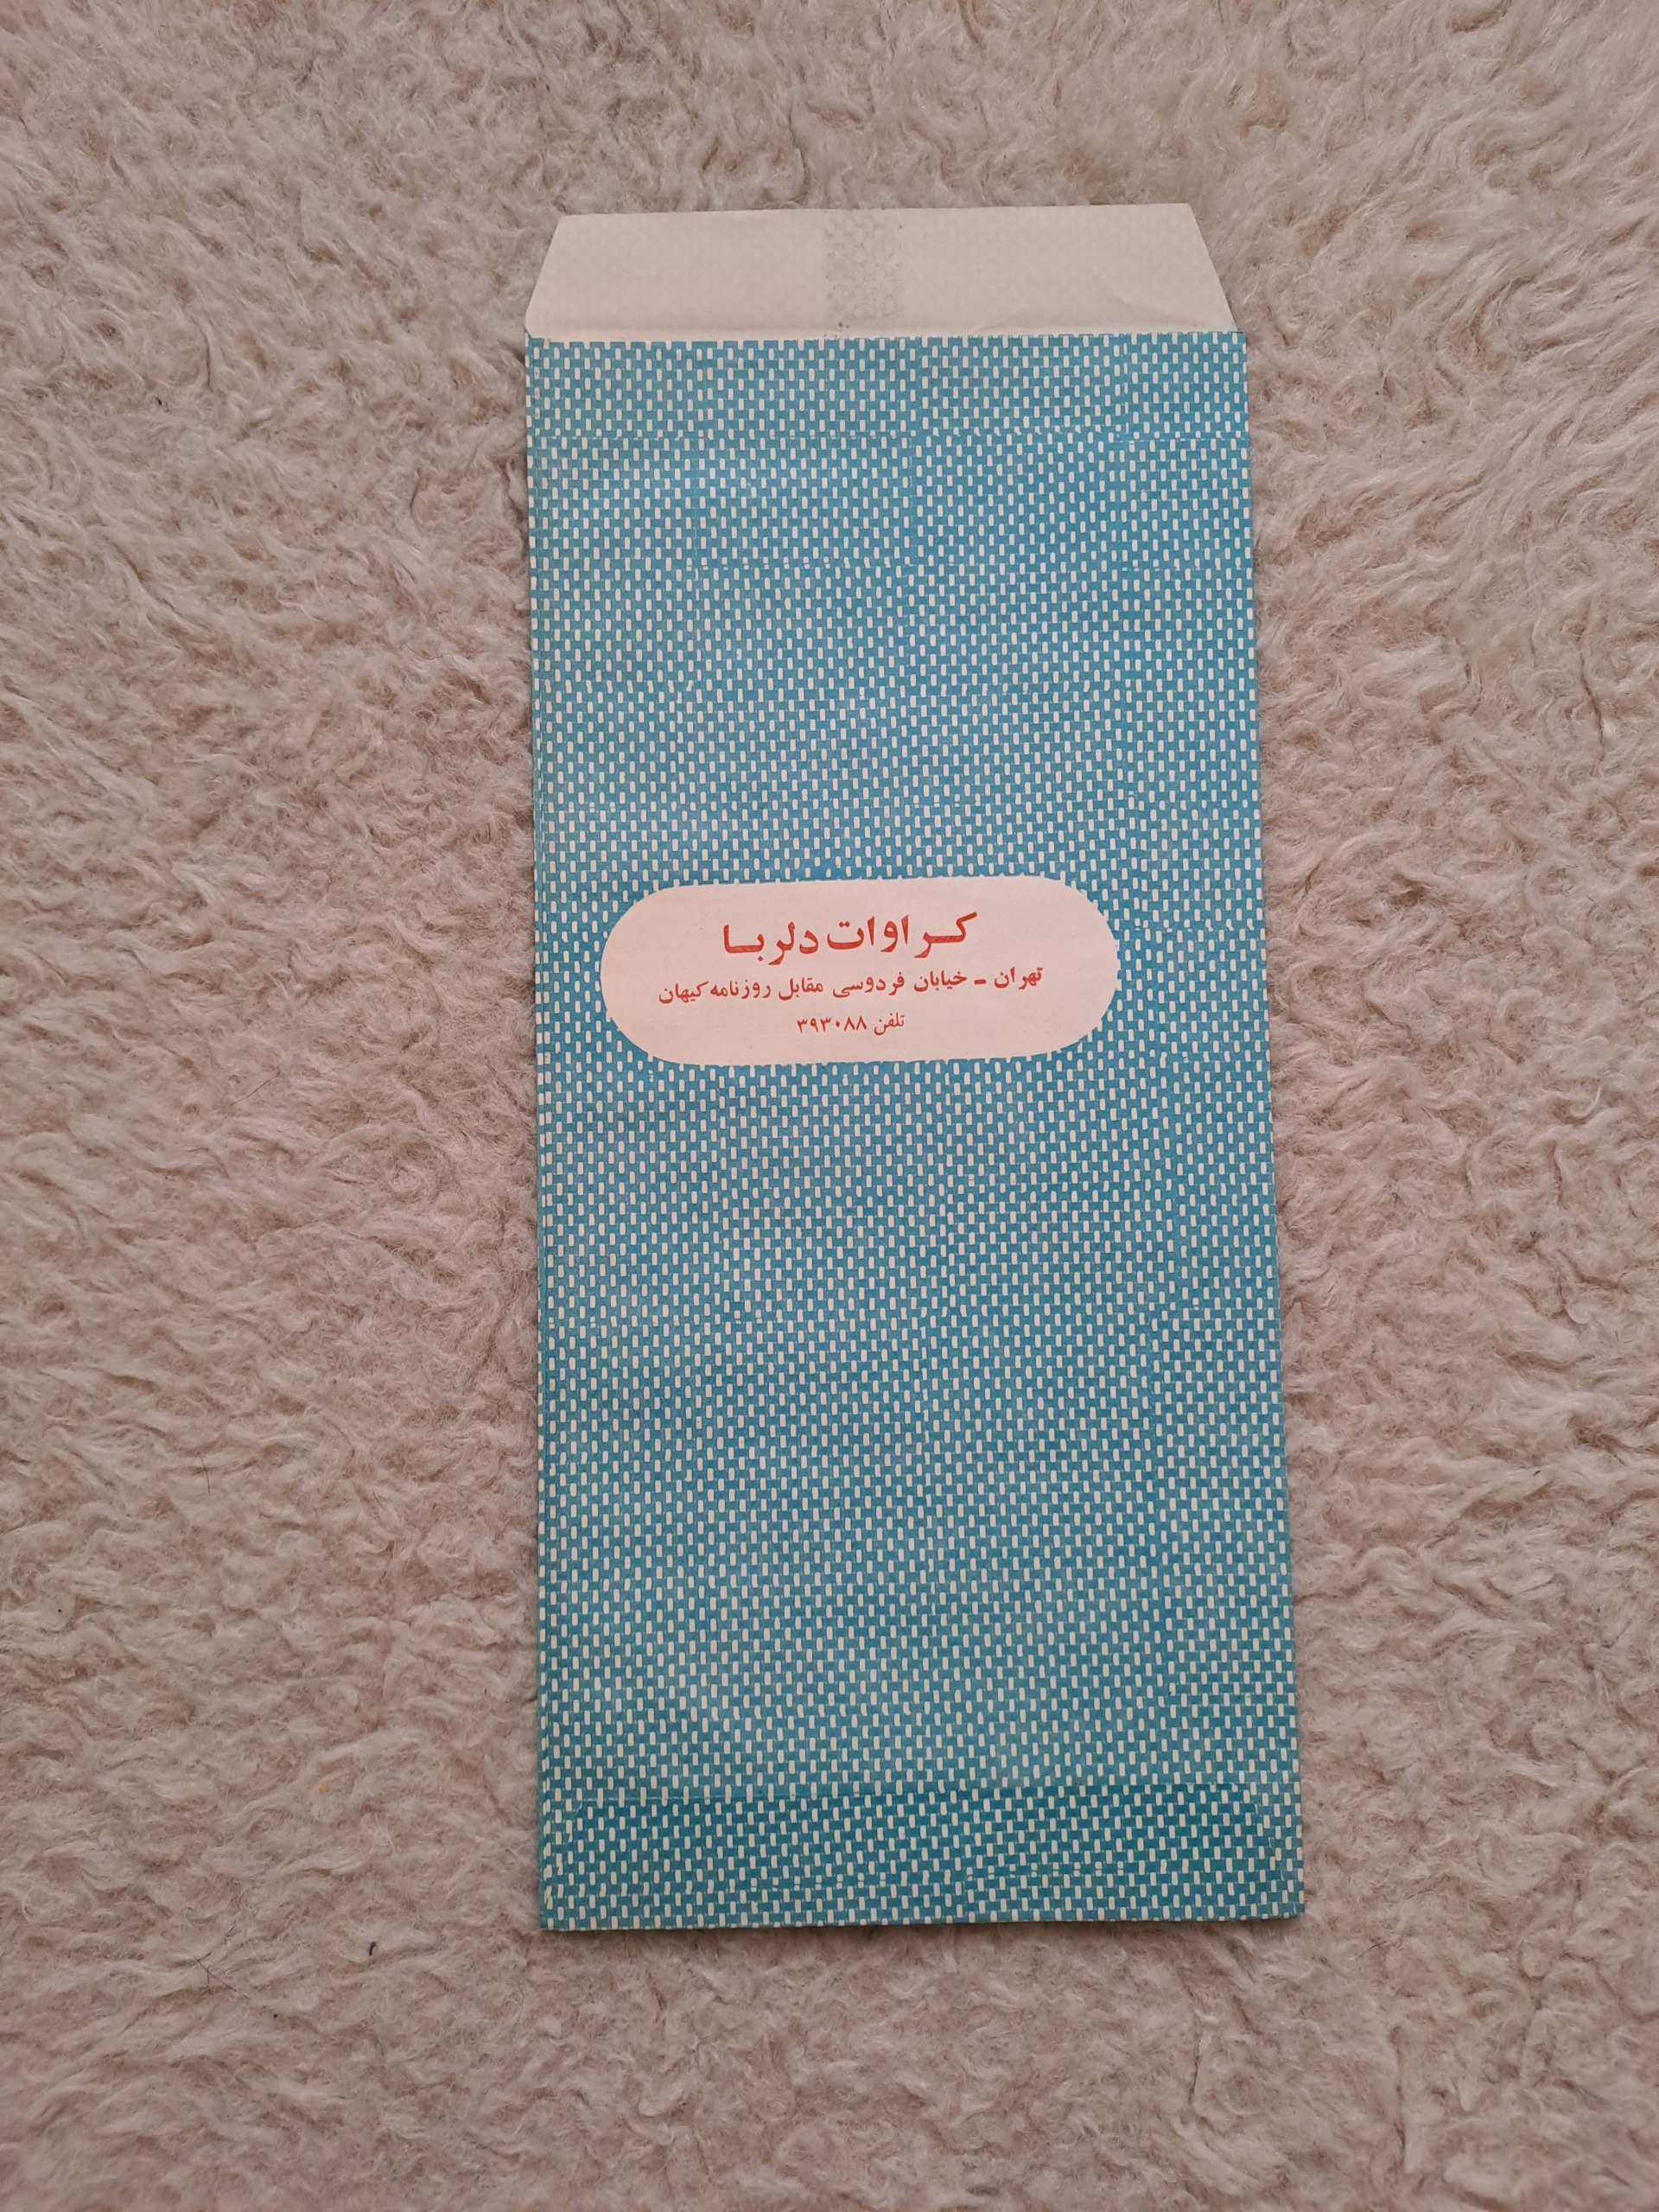 کراوات دلربا
تهران - خیابان فردوسی مقابل روزنامه کیهان
تلفن ۳۹۳۰۸۸